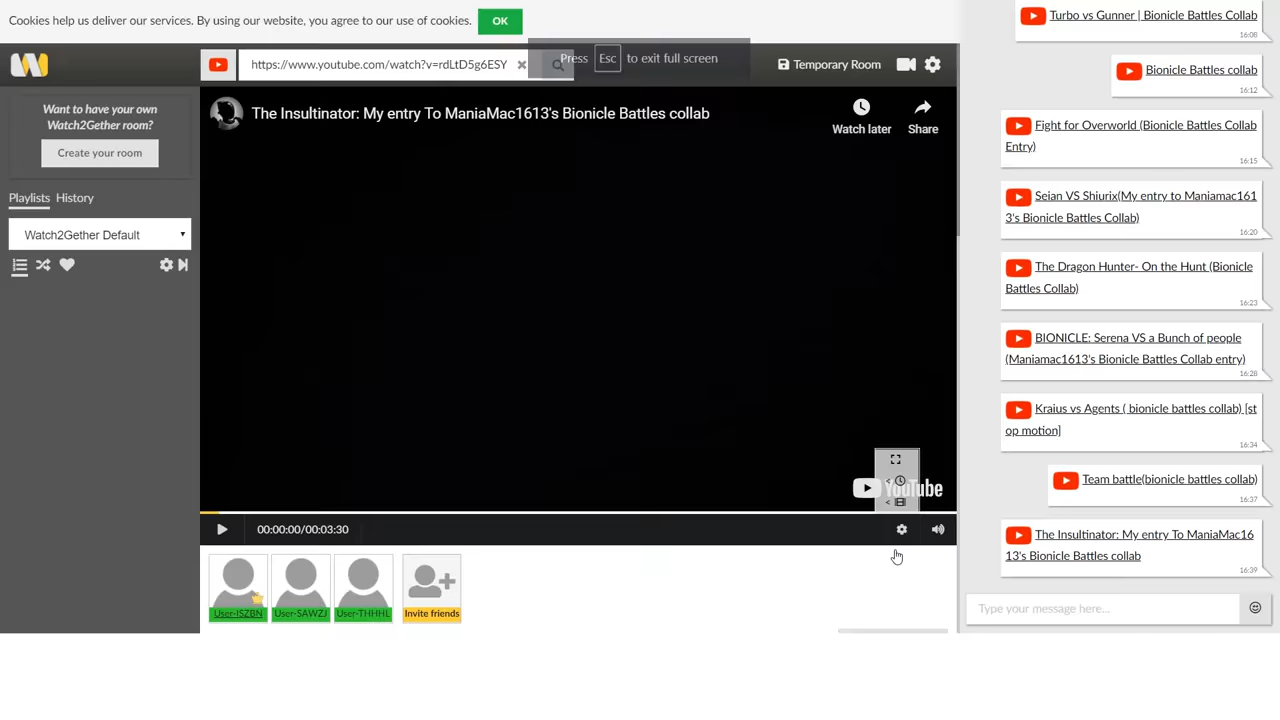 Cookies help us deliver our services. By using our website, you agree to our use of cookies.
OK
https://www.youtube.com/watch?v=rdLtD5g6ESY
Press Esc to exit full screen
Temporary Room
Want to have your own
Watch2Gether room?
Create your room
Playlists History
Watch2Gether Default
The Insultinator: My entry To ManiaMac1613's Bionicle Battles collab
Watch later
Share
YouTube
00:00:00/00:03:30
User-ISZBN
User-SAWZJ
User-THHHL
Invite friends
Turbo vs Gunner | Bionicle Battles Collab
16:08
Bionicle Battles collab
16:12
Fight for Overworld (Bionicle Battles Collab
Entry)
16:15
Seian VS Shiurix(My entry to Maniamac161
3's Bionicle Battles Collab)
16:20
The Dragon Hunter- On the Hunt (Bionicle
Battles Collab)
16:23
BIONICLE: Serena VS a Bunch of people
(Maniamac1613's Bionicle Battles Collab entry)
16:28
Kraius vs Agents ( bionicle battles collab) [st
op motion]
16:34
Team battle(bionicle battles collab)
16:37
The Insultinator: My entry To ManiaMac16
13's Bionicle Battles collab
16:39
Type your message here...